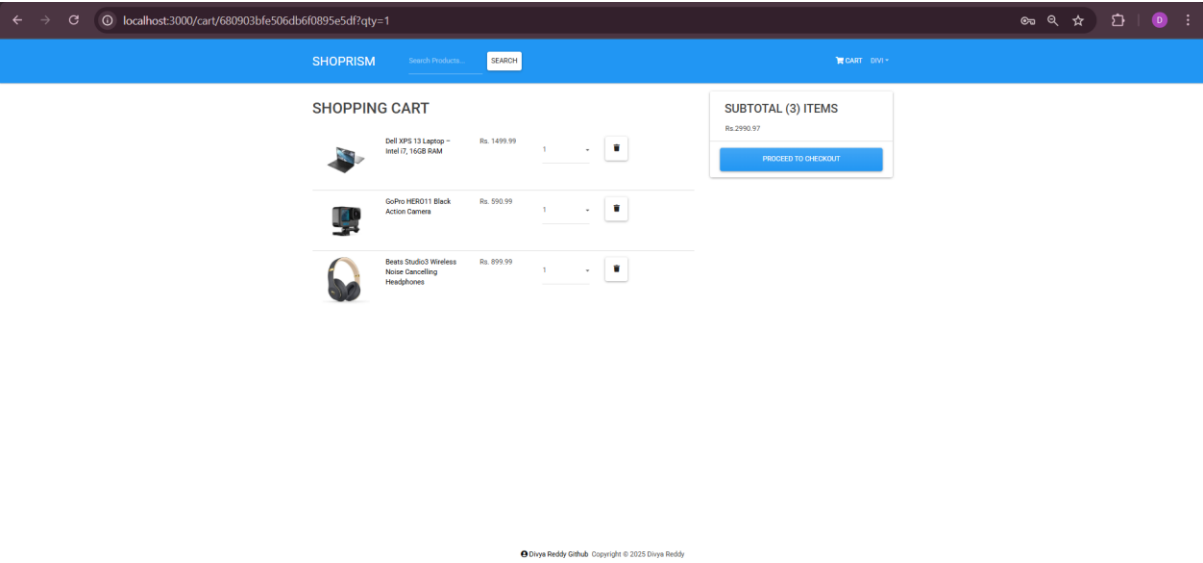 localhost:3000/cart/680903bfe506db6f0895e5df?qty=1
D
SHOPRISM
Search Products...
SEARCH
CART
DIVI
SHOPPING CART
Dell XPS 13 Laptop –
Intel i7, 16GB RAM
Rs. 1499.99
1
GoPro HERO11 Black
Action Camera
Rs. 590.99
1
Beats Studio3 Wireless
Noise Cancelling
Headphones
Rs. 899.99
1
SUBTOTAL (3) ITEMS
Rs.2990.97
PROCEED TO CHECKOUT
Divya Reddy Github Copyright © 2025 Divya Reddy